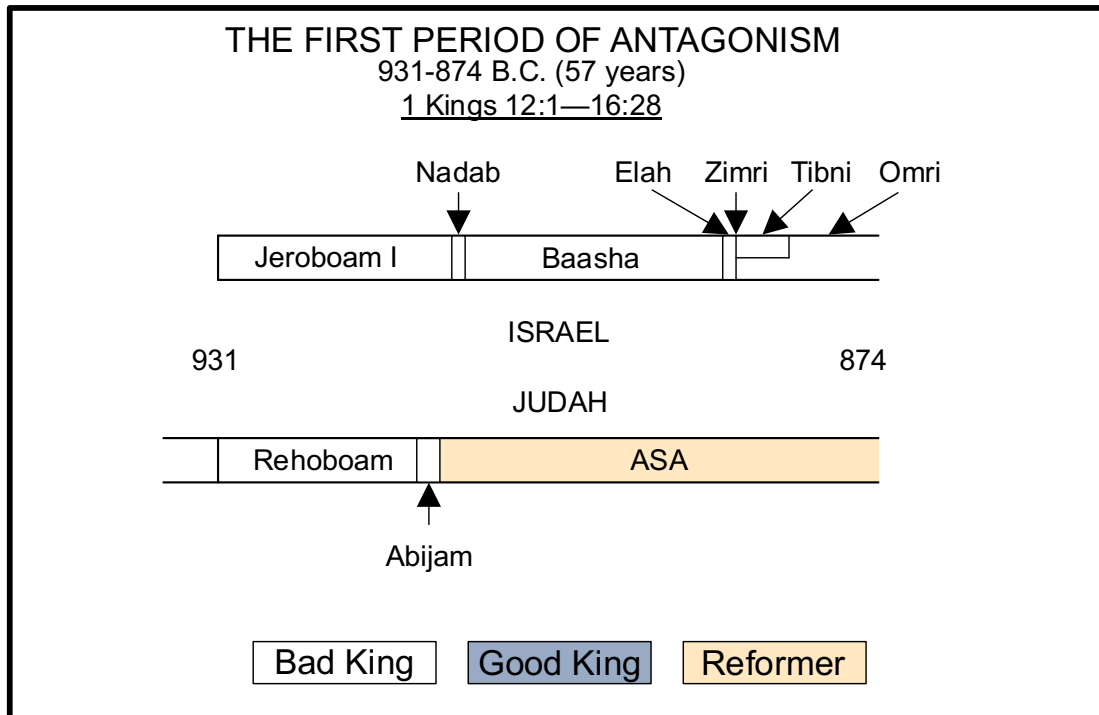 THE FIRST PERIOD OF ANTAGONISM
931-874 B.C. (57 years)
1 Kings 12:1—16:28
Nadab Elah Zimri Tibni Omri
Jeroboam I Baasha
ISRAEL
931 874
JUDAH
Rehoboam ASA
Abijam
Bad King Good King Reformer